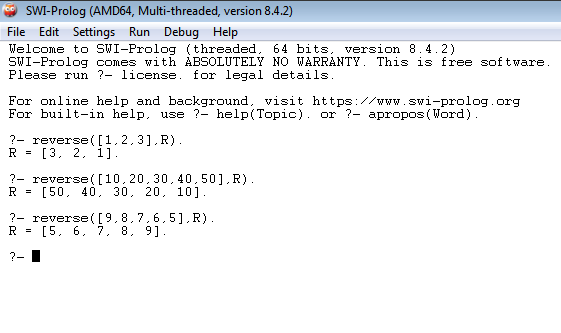 SWI-Prolog (AMD64, Multi-threaded, version 8.4.2)
File Edit Settings Run Debug Help
Welcome to SWI-Prolog (threaded, 64 bits, version 8.4.2)
SWI-Prolog comes with ABSOLUTELY NO WARRANTY. This is free software.
Please run ?- license. for legal details.
For online help and background, visit https://www.swi-prolog.org
For built-in help, use ?- help(Topic). or ?- apropos(Word).
?- reverse([1,2,3],R).
R = [3, 2, 1].
?- reverse([10,20,30,40,50],R).
R = [50, 40, 30, 20, 10].
?- reverse([9,8,7,6,5],R).
R = [5, 6, 7, 8, 9].
?-